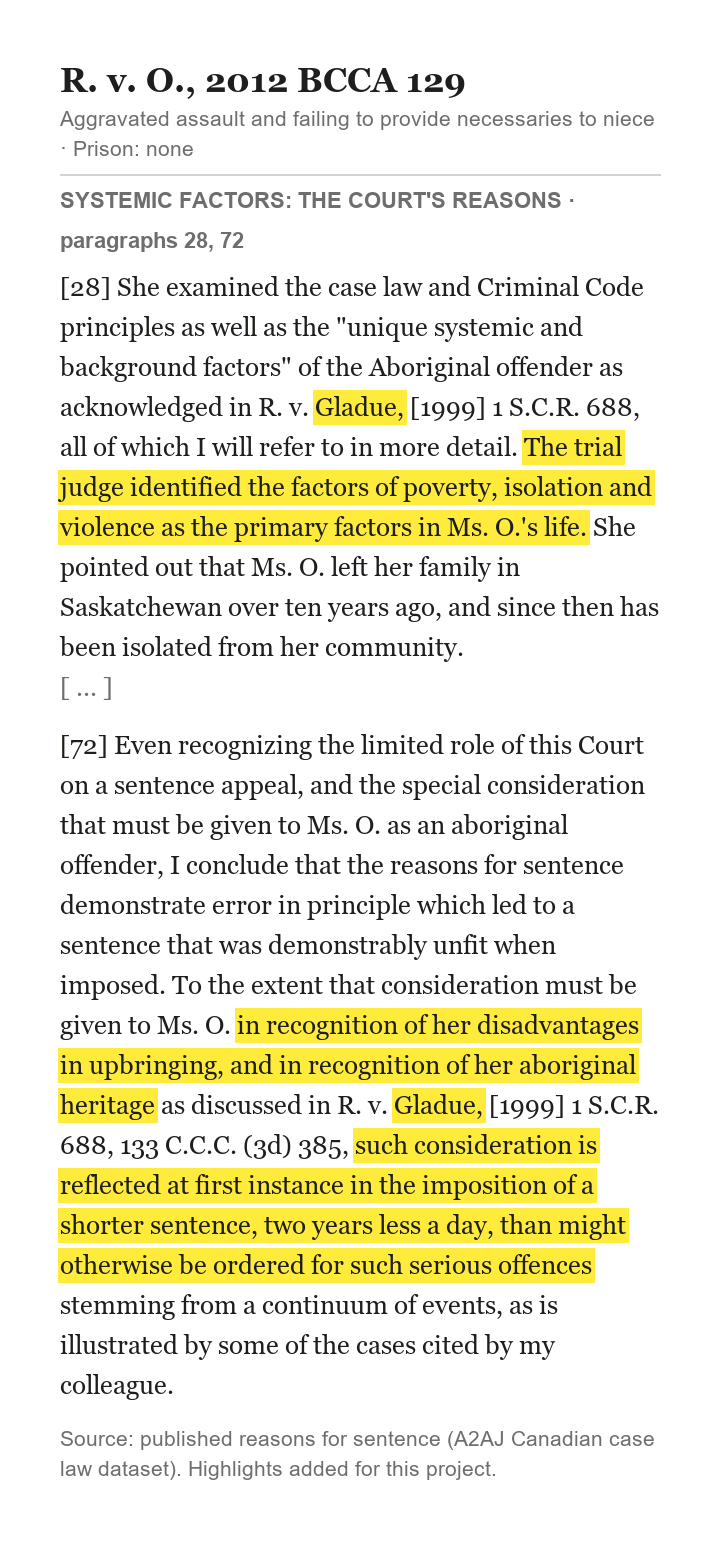 R. v. O., 2012 BCCA 129
Aggravated assault and failing to provide necessaries to niece
· Prison: none
SYSTEMIC FACTORS: THE COURT'S REASONS ·
paragraphs 28, 72
[28] She examined the case law and Criminal Code
principles as well as the "unique systemic and
background factors" of the Aboriginal offender as
acknowledged in R. v. Gladue, [1999] 1 S.C.R. 688,
all of which I will refer to in more detail. The trial
judge identified the factors of poverty, isolation and
violence as the primary factors in Ms. O.'s life. She
pointed out that Ms. O. left her family in
Saskatchewan over ten years ago, and since then has
been isolated from her community.
[ ... ]
[72] Even recognizing the limited role of this Court
on a sentence appeal, and the special consideration
that must be given to Ms. O. as an aboriginal
offender, I conclude that the reasons for sentence
demonstrate error in principle which led to a
sentence that was demonstrably unfit when
imposed. To the extent that consideration must be
given to Ms. O. in recognition of her disadvantages
in upbringing, and in recognition of her aboriginal
heritage as discussed in R. v. Gladue, [1999] 1 S.C.R.
688, 133 C.C.C. (3d) 385, such consideration is
reflected at first instance in the imposition of a
shorter sentence, two years less a day, than might
otherwise be ordered for such serious offences
stemming from a continuum of events, as is
illustrated by some of the cases cited by my
colleague.
Source: published reasons for sentence (A2AJ Canadian case
law dataset). Highlights added for this project.